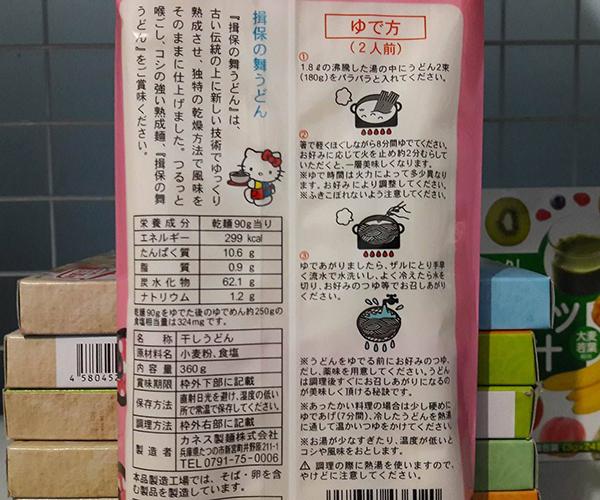 揖保の舞うどん
『揖保の舞うどん』は、
古い伝統の上に新しい技術でゆっくり
熟成させ、独特の乾燥方法で風味を
そのままに仕上げました。つるっと
喉ごし、コシの強い熟成麺、『揖保の舞
うどん』をご賞味ください。
栄養成分 乾麺90g当り
エネルギー 299 kcal
たんぱく質 10.6 g
脂質 0.9 g
炭水化物 62.1 g
ナトリウム 1.2 g
乾麺90gをゆでた後のゆでめん約250gの
食塩相当量は324mgです。
名称 干しうどん
原材料名 小麦粉、食塩
内容量 360g
賞味期限 枠外下部に記載
保存方法 直射日光を避け、湿度の低い
所で常温で保存してください。
調理方法 枠外右部に記載
製造者 カネス製麺株式会社
兵庫県たつの市新宮町井野原211-1
TEL 0791-75-0006
本品製造工場では、そば・卵を含
む製品を製造しています。
ゆで方
(2人前)
①
1.8ℓの沸騰した湯の中にうどん2束
(180g)をパラパラと入れてください。
②
箸で軽くほぐしながら8分間ゆでてください。
お好みに応じて火を止め約2分むらして
いただくと、一層美味しくなります。
※ゆで時間は火力によって多少異なり
ます。お好みにより調整してください。
※ふきこぼれないよう注意してください。
③
ゆであがりましたら、ザルにとり手早
く流水で水洗いし、よく冷えたら水を
切り、お好みのつゆ等でお召しあがり
ください。
※うどんをゆでる前にお好みのつゆ、
だし、薬味を用意してください。うどん
は調理後すぐにお召しあがりになるの
が美味しく頂ける秘訣です。
※あったかい料理の場合は少し硬めに
ゆであげ(7分間)、冷したうどんを熱湯
に通して温かいつゆをかけてください。
※お湯が少なすぎたり、温度が低いと
コシや風味をおとします。
⚠ 調理の際に熱湯を使いますので、
やけどに注意してください。
4 580452
大麦
若葉